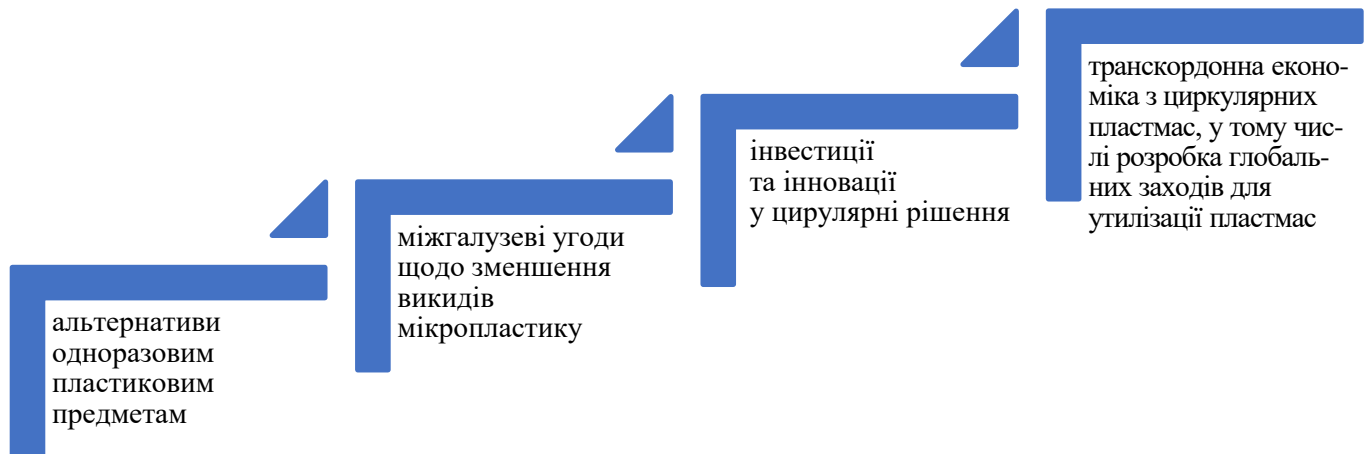 альтернативи
одноразовим
пластиковим
предметам
міжгалузеві угоди
щодо зменшення
викидів
мікропластику
інвестиції
та інновації
у цирулярні рішення
транскордонна еконо-
міка з циркулярних
пластмас, у тому чис-
лі розробка глобаль-
них заходів для
утилізації пластмас